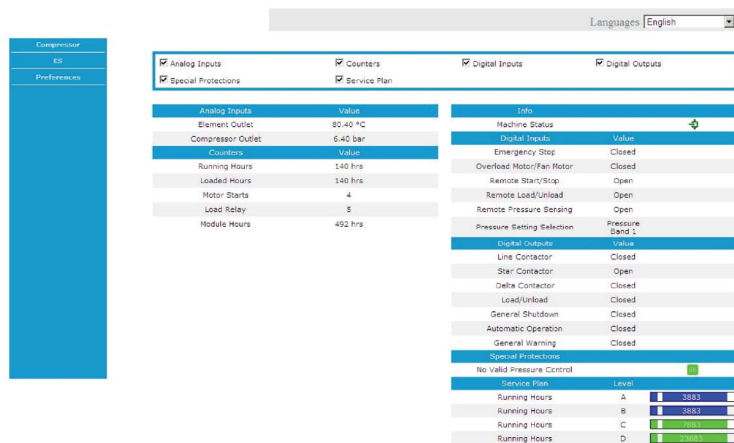 Languages English
Compressor
ES
Preferences
Analog Inputs Counters Digital Inputs Digital Outputs
Special Protections Service Plan
Analog Inputs Value
Element Outlet 80.40 °C
Compressor Outlet 6.40 bar
Counters Value
Running Hours 140 hrs
Loaded Hours 140 hrs
Motor Starts 4
Load Relay 5
Module Hours 492 hrs
Info
Machine Status
Digital Inputs Value
Emergency Stop Closed
Overload Motor/Fan Motor Closed
Remote Start/Stop Open
Remote Load/Unload Open
Remote Pressure Sensing Open
Pressure Setting Selection Pressure Band 1
Digital Outputs Value
Line Contactor Closed
Star Contactor Open
Delta Contactor Closed
Load/Unload Closed
General Shutdown Closed
Automatic Operation Closed
General Warning Closed
Special Protections
No Valid Pressure Control
Service Plan Level
Running Hours A 3883
Running Hours B 3883
Running Hours C 7883
Running Hours D 23883